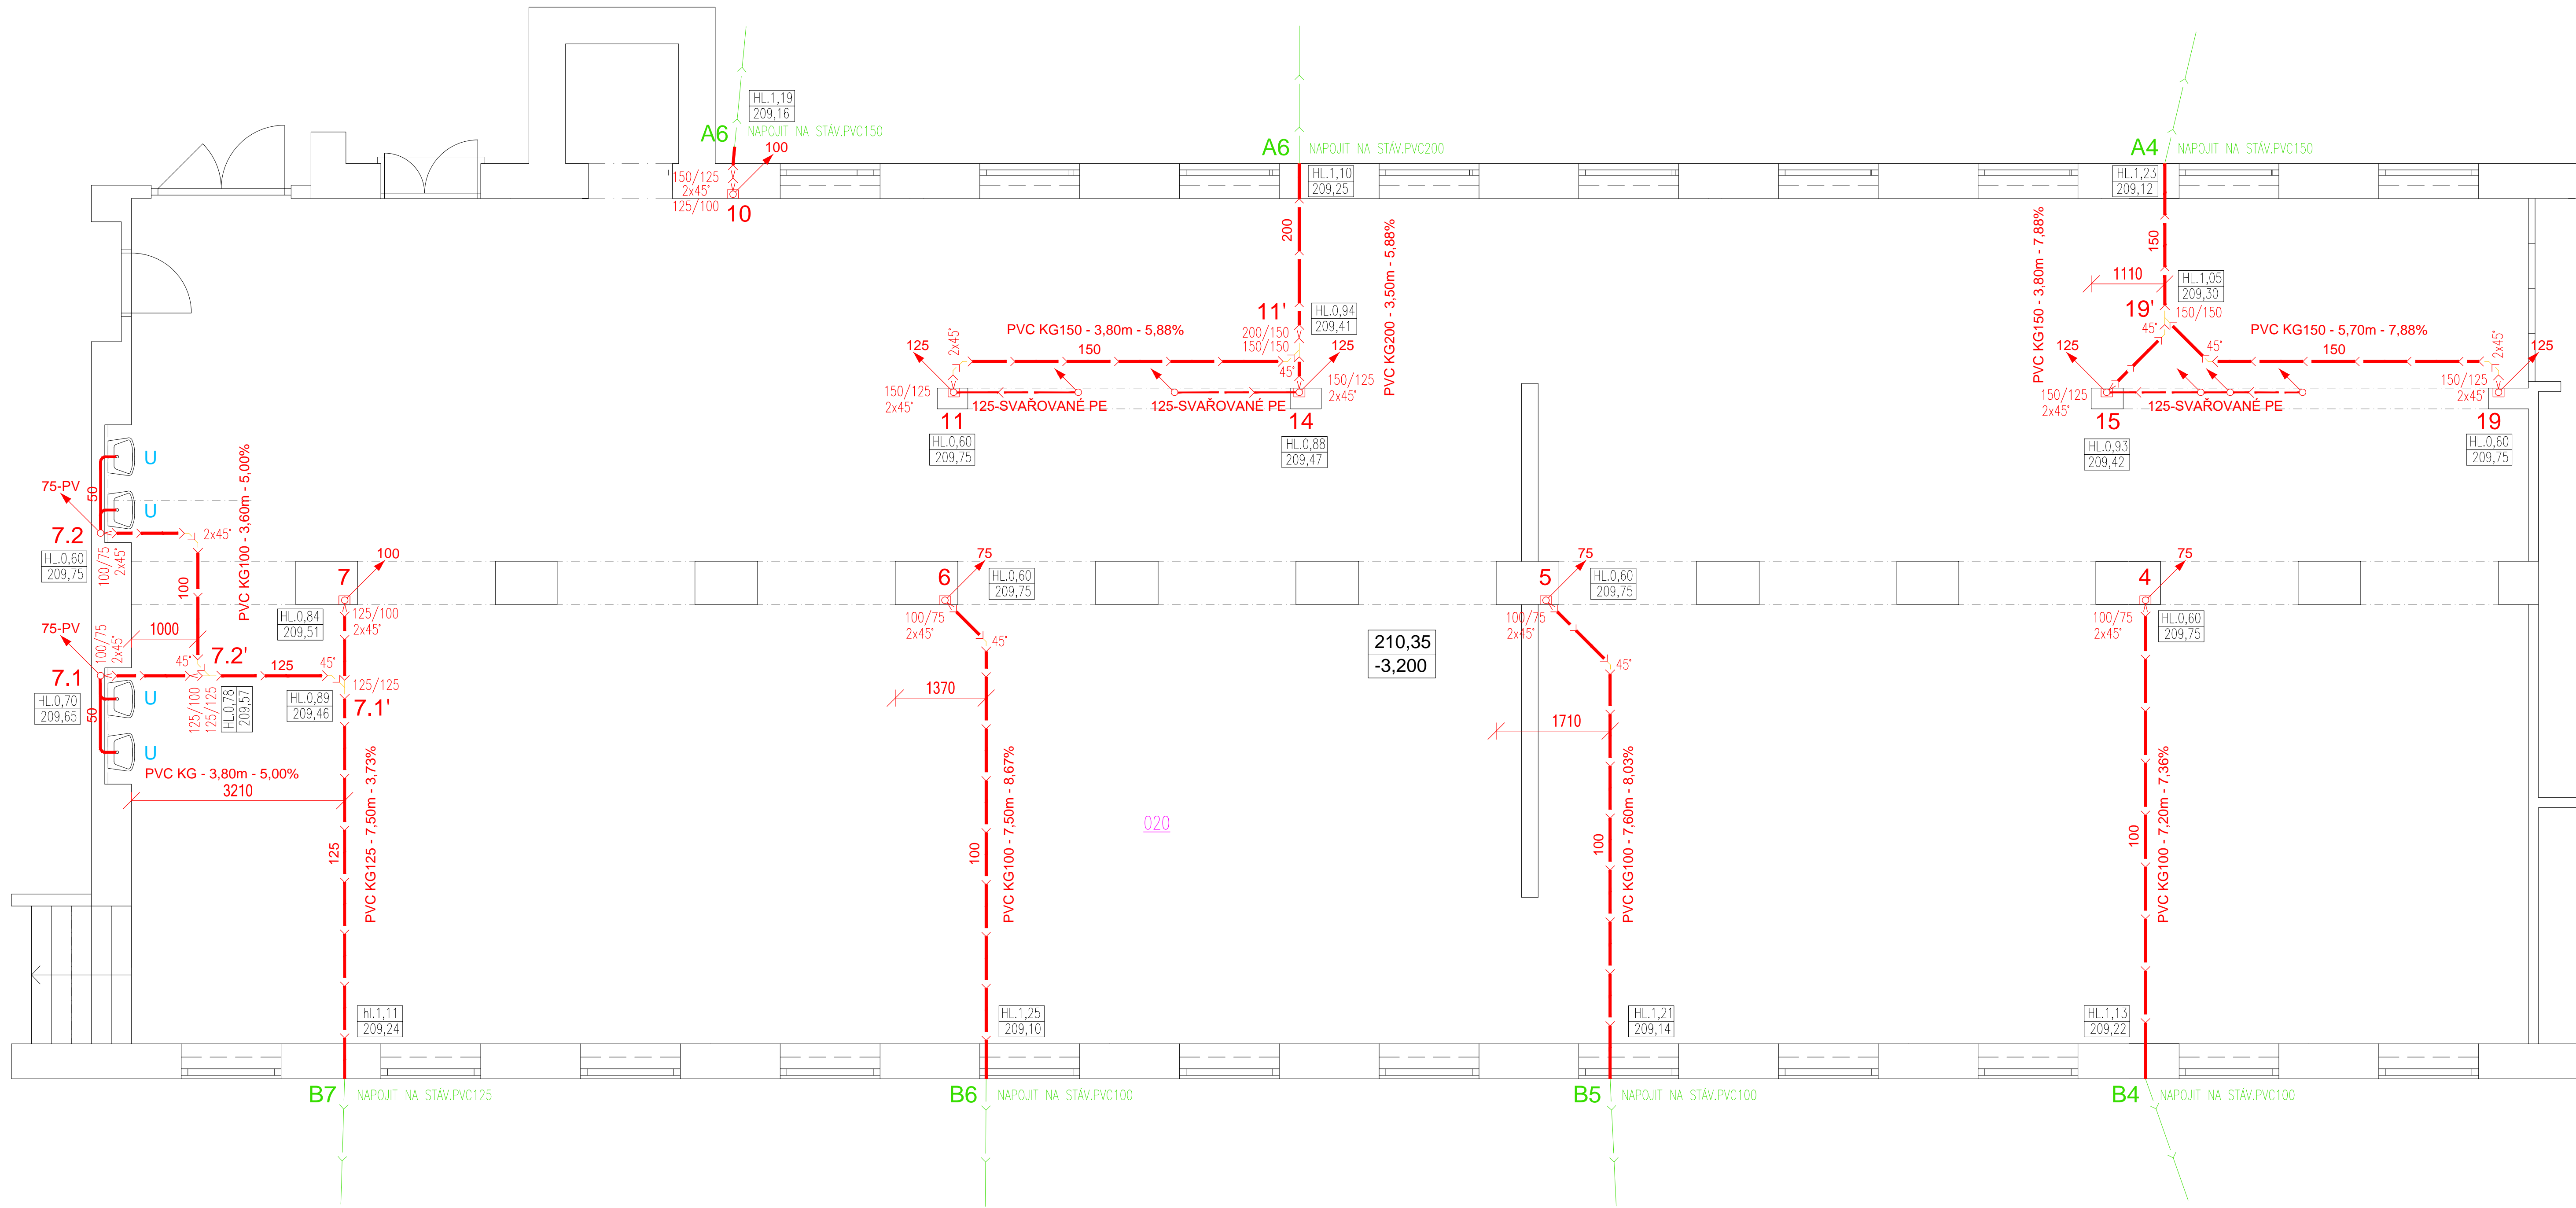 HL.1,19
209,16
A6
NAPOJIT NA STÁV.PVC150
100
150/125
2x45°
125/100
10
A6
NAPOJIT NA STÁV.PVC200
HL.1,10
209,25
200
PVC KG200 - 3,50m - 5,88%
A4
NAPOJIT NA STÁV.PVC150
HL.1,23
209,12
150
PVC KG150 - 3,80m - 7,88%
1110
HL.1,05
209,30
19'
150/150
45°
PVC KG150 - 5,70m - 7,88%
150
45°
2x45°
125
125
150/125
2x45°
125-SVAŘOVANÉ PE
150/125
2x45°
15
HL.0,93
209,42
19
HL.0,60
209,75
11'
HL.0,94
209,41
200/150
150/150
PVC KG150 - 3,80m - 5,88%
150
2x45°
125
125
45°
150/125
2x45°
150/125
2x45°
125-SVAŘOVANÉ PE
125-SVAŘOVANÉ PE
11
HL.0,60
209,75
14
HL.0,88
209,47
U
U
75-PV
50
7.2
HL.0,60
209,75
100/75
2x45°
2x45°
100
PVC KG100 - 3,60m - 5,00%
1000
75-PV
100/75
2x45°
7.1
HL.0,70
209,65
50
U
U
45°
7.2'
125
45°
125/100
125/125
HL.0,78
209,57
HL.0,89
209,46
125/125
7.1'
PVC KG - 3,80m - 5,00%
3210
7
100
HL.0,84
209,51
125/100
2x45°
125
PVC KG125 - 7,50m - 3,73%
hl.1,11
209,24
B7
NAPOJIT NA STÁV.PVC125
6
75
HL.0,60
209,75
100/75
2x45°
45°
1370
100
PVC KG100 - 7,50m - 8,67%
HL.1,25
209,10
B6
NAPOJIT NA STÁV.PVC100
210,35
-3,200
020
5
75
HL.0,60
209,75
100/75
2x45°
45°
1710
100
PVC KG100 - 7,60m - 8,03%
HL.1,21
209,14
B5
NAPOJIT NA STÁV.PVC100
4
75
HL.0,60
209,75
100/75
2x45°
100
PVC KG100 - 7,20m - 7,36%
HL.1,13
209,22
B4
NAPOJIT NA STÁV.PVC100